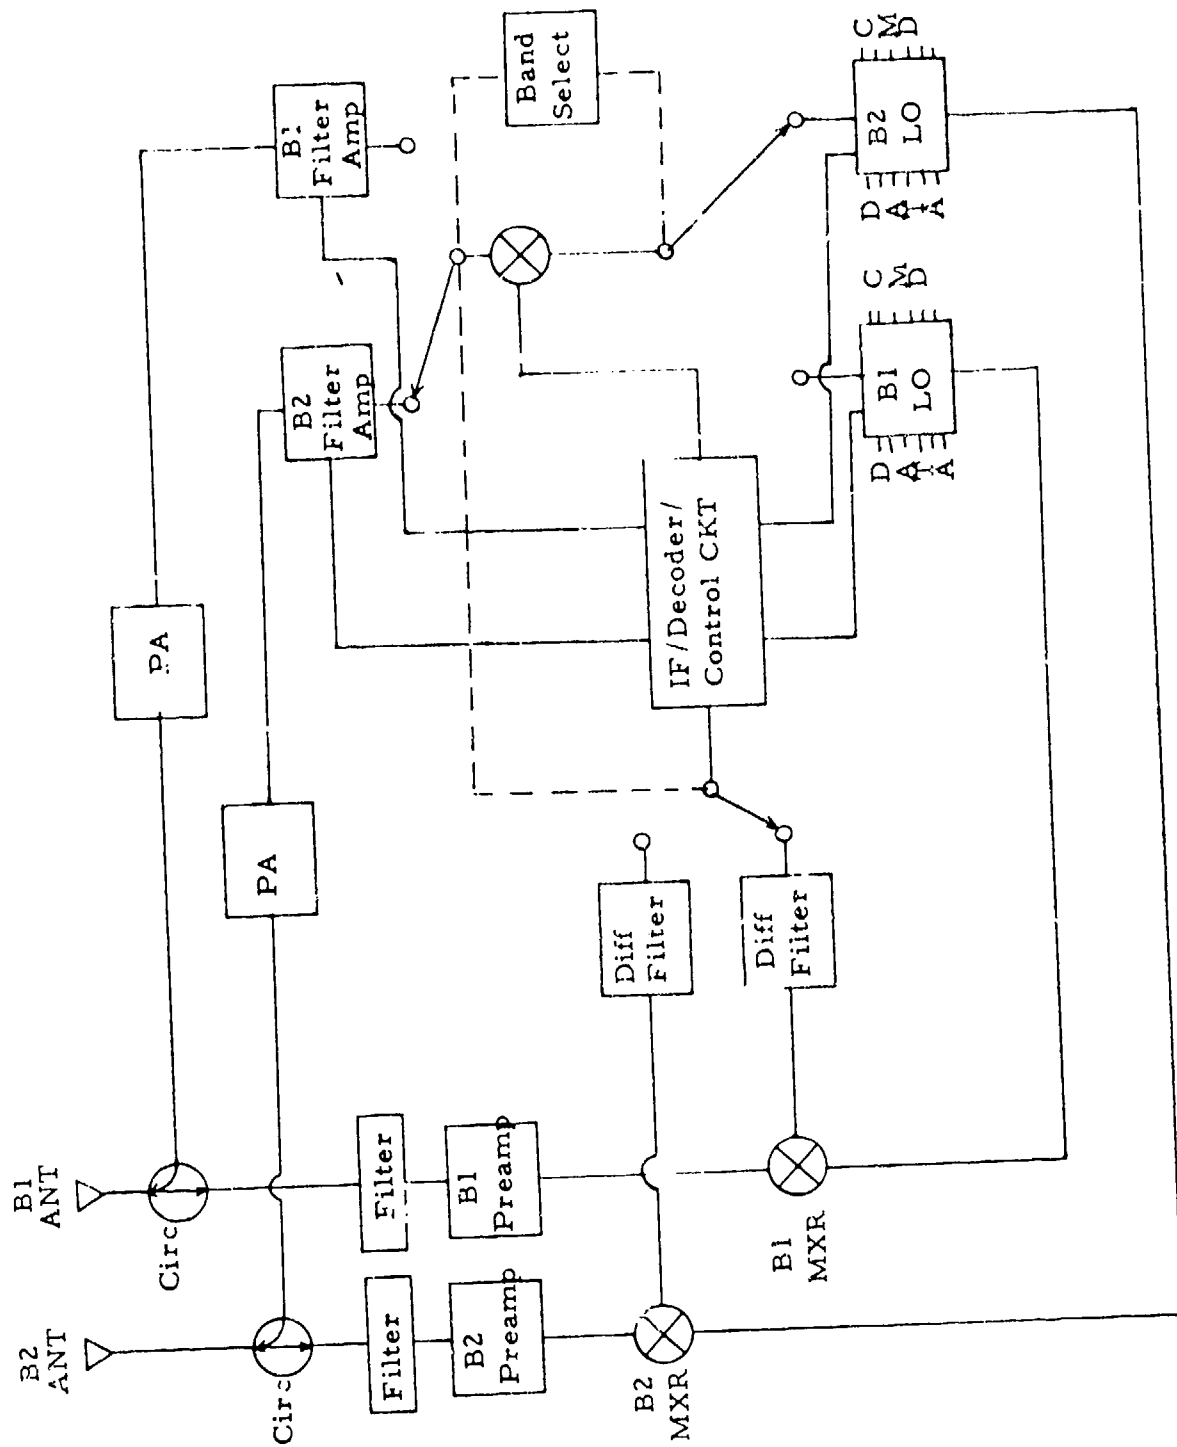 B2
ANT
B1
ANT
Circ
Circ
PA
PA
B1
Filter
Amp
B2
Filter
Amp
Band
Select
Filter
Filter
B1
Preamp
B2
Preamp
Diff
Filter
Diff
Filter
IF/Decoder/
Control CKT
B2
MXR
B1
MXR
D
A
T
A
B1
LO
C
M
D
D
A
T
A
B2
LO
C
M
D